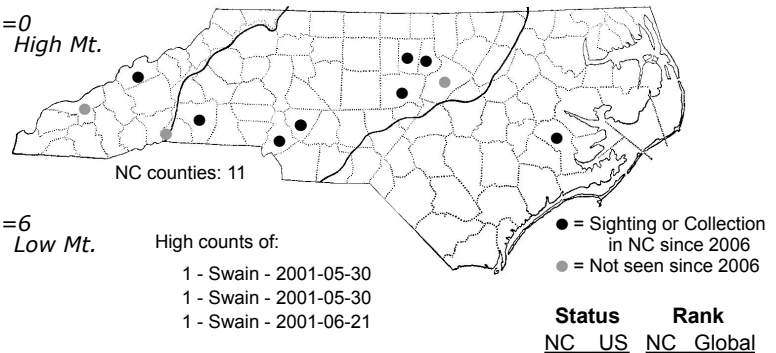 =0
High Mt.
NC counties: 11
=6
Low Mt.
High counts of:
1 - Swain - 2001-05-30
1 - Swain - 2001-05-30
1 - Swain - 2001-06-21
= Sighting or Collection
in NC since 2006
= Not seen since 2006
Status Rank
NC US NC Global